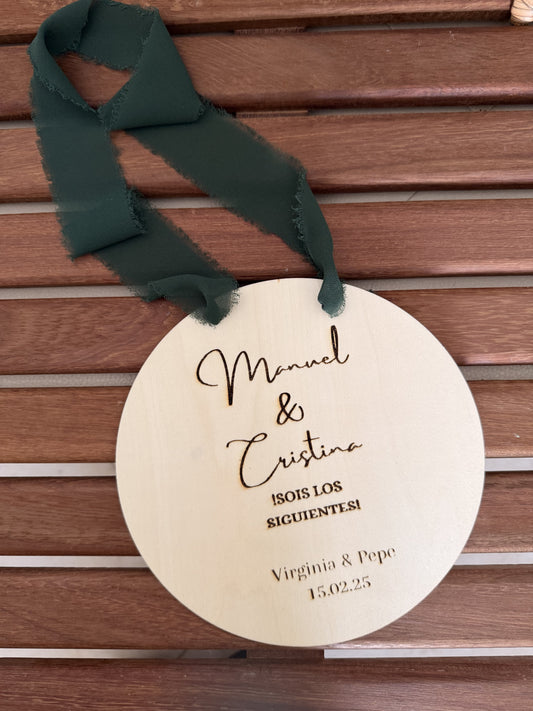 Manuel
&
Cristina
¡SOIS LOS
SIGUIENTES!
Virginia & Pepe
15.02.25